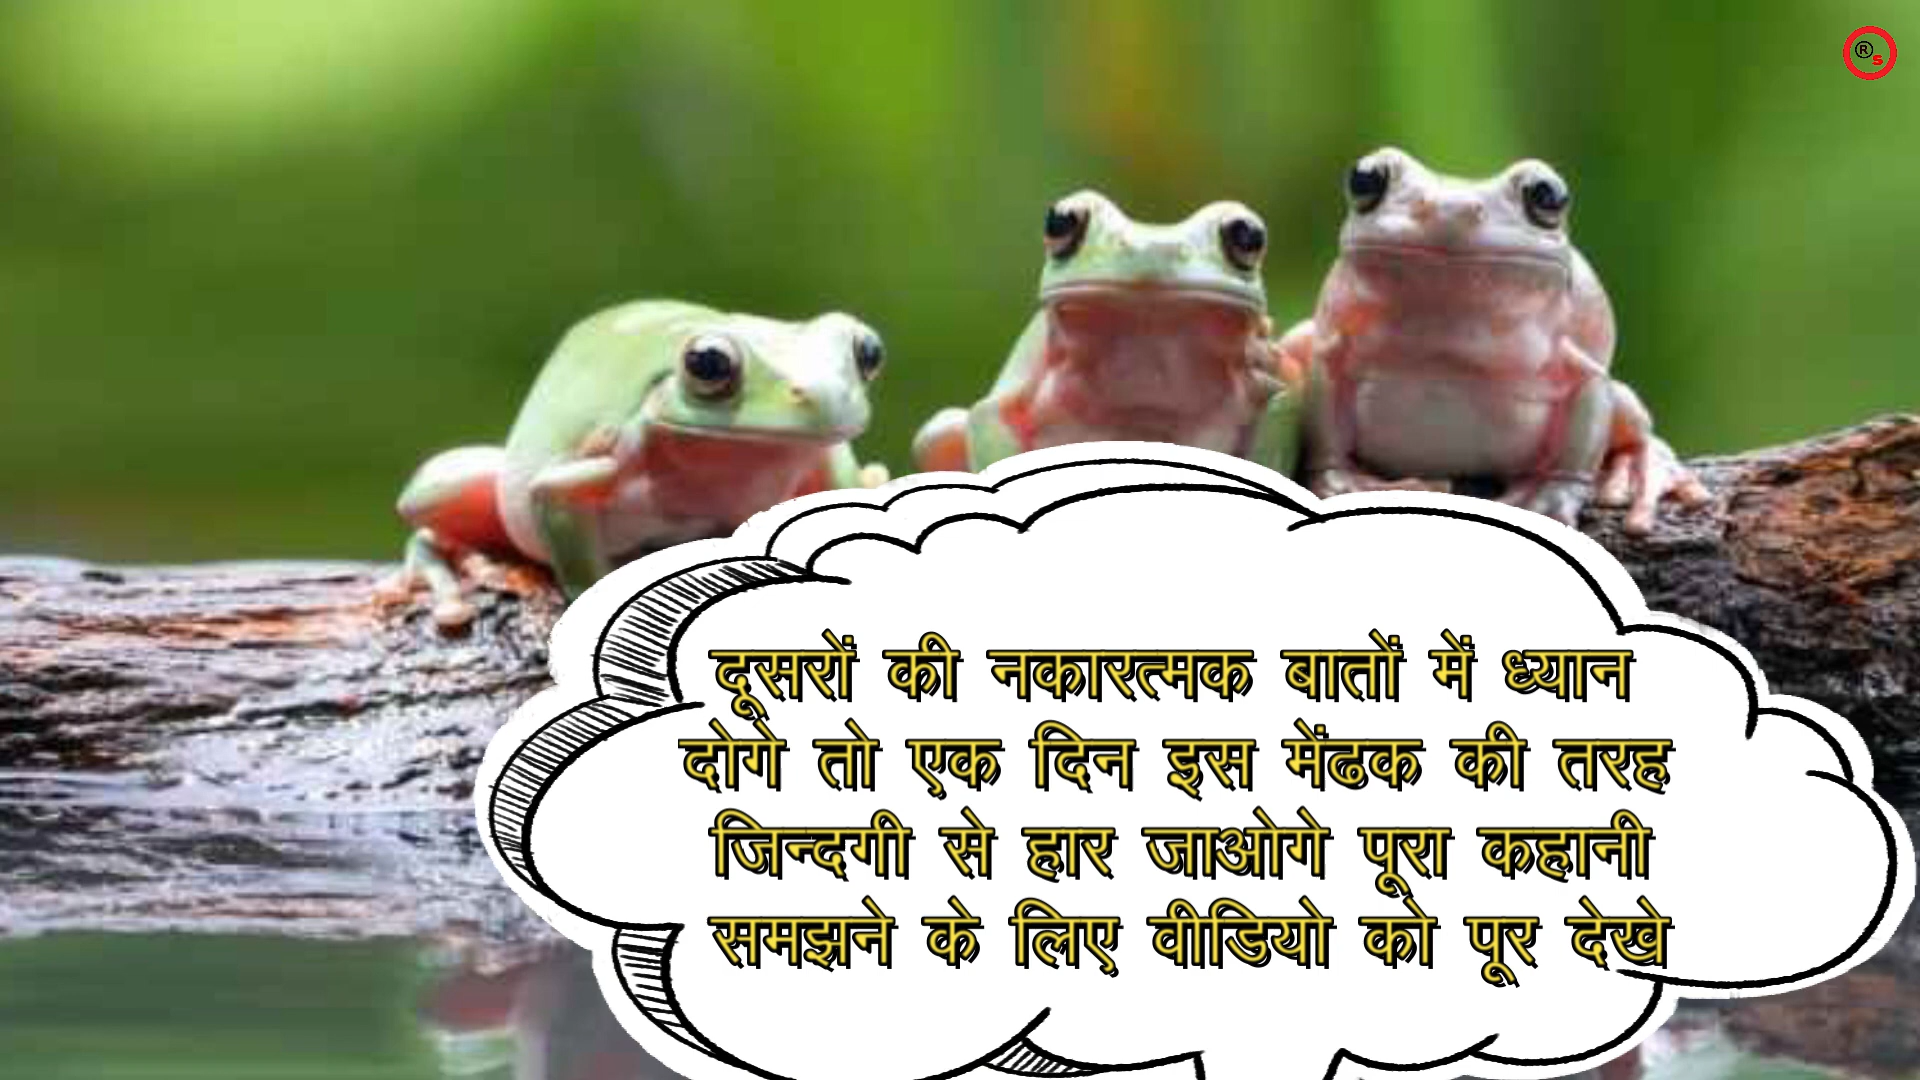 ® s
दूसरों की नकारत्मक बातों में ध्यान
दोगे तो एक दिन इस मेंढक की तरह
जिन्दगी से हार जाओगे पूरा कहानी
समझने के लिए वीडियो को पूर देखे